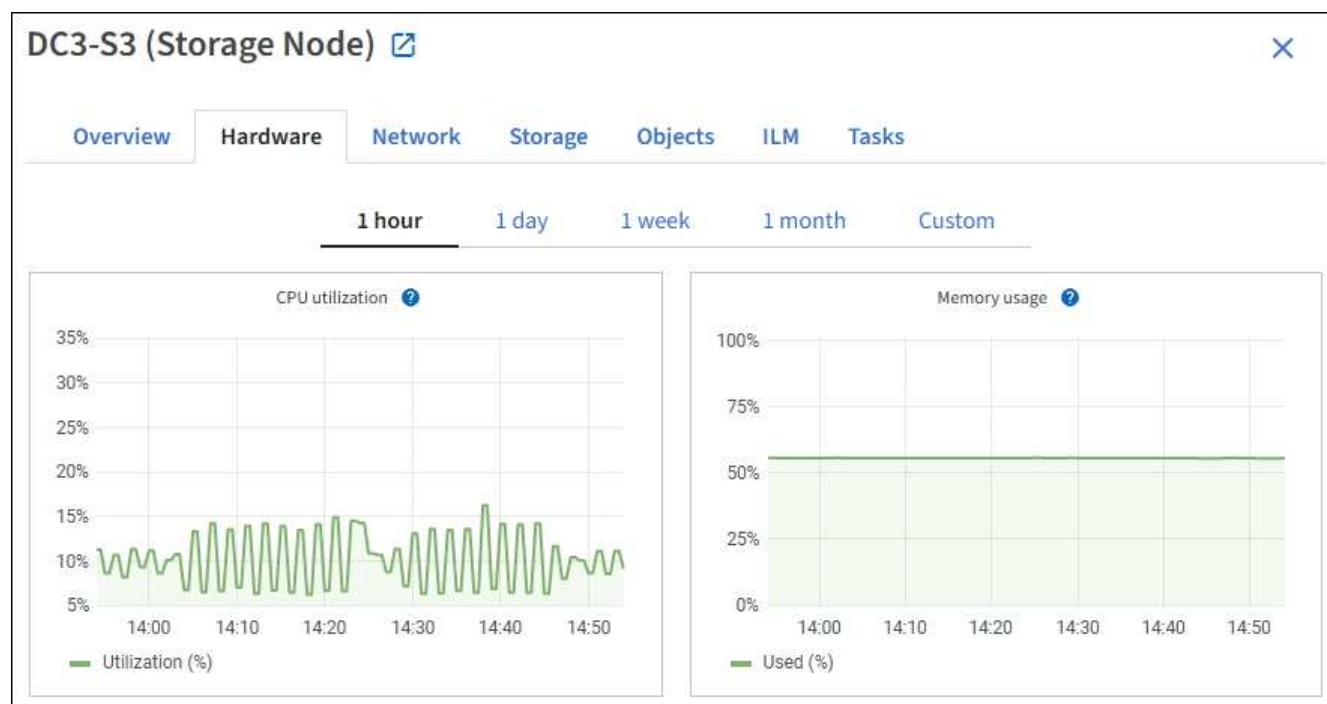 DC3-S3 (Storage Node)
Overview Hardware Network Storage Objects ILM Tasks
1 hour 1 day 1 week 1 month Custom
CPU utilization ?
35%
30%
25%
20%
15%
10%
5%
14:00 14:10 14:20 14:30 14:40 14:50
Utilization (%)
Memory usage ?
100%
75%
50%
25%
0%
14:00 14:10 14:20 14:30 14:40 14:50
Used (%)